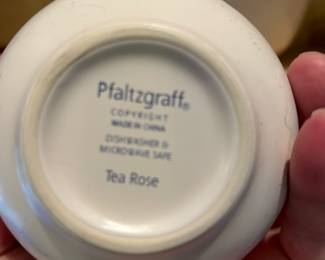 Pfaltzgraff®
COPYRIGHT
MADE IN CHINA
DISHWASHER &
MICROWAVE SAFE
Tea Rose